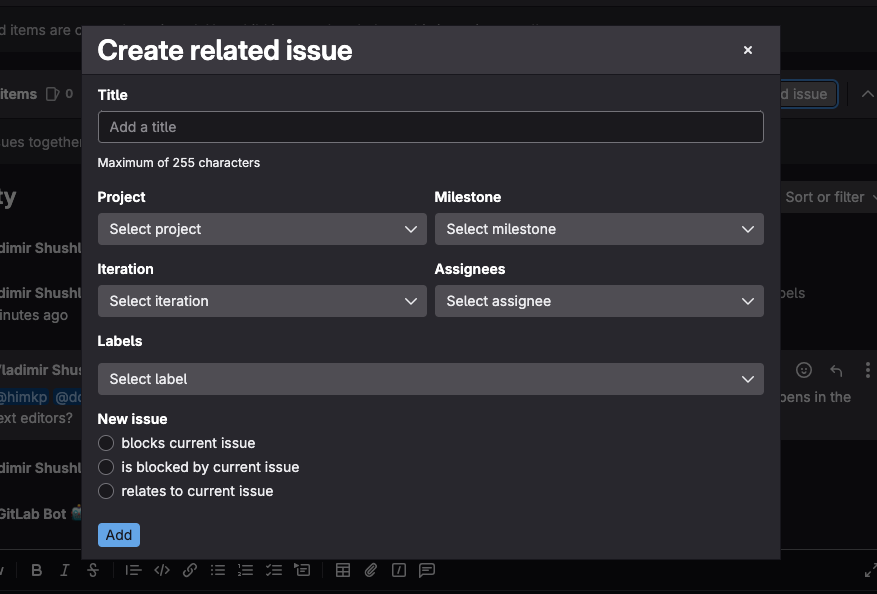 d items are c
Create related issue
items 0
d issue
Title
Add a title
ues together
Maximum of 255 characters
ty
Project
Milestone
Select project
Select milestone
Sort or filter
dimir Shushl
Iteration
Assignees
dimir Shushl
Select iteration
Select assignee
bels
inutes ago
Labels
Vladimir Shus
Select label
@himkp @do
pens in the
ext editors?
New issue
blocks current issue
dimir Shushl
is blocked by current issue
relates to current issue
GitLab Bot
Add
B I S